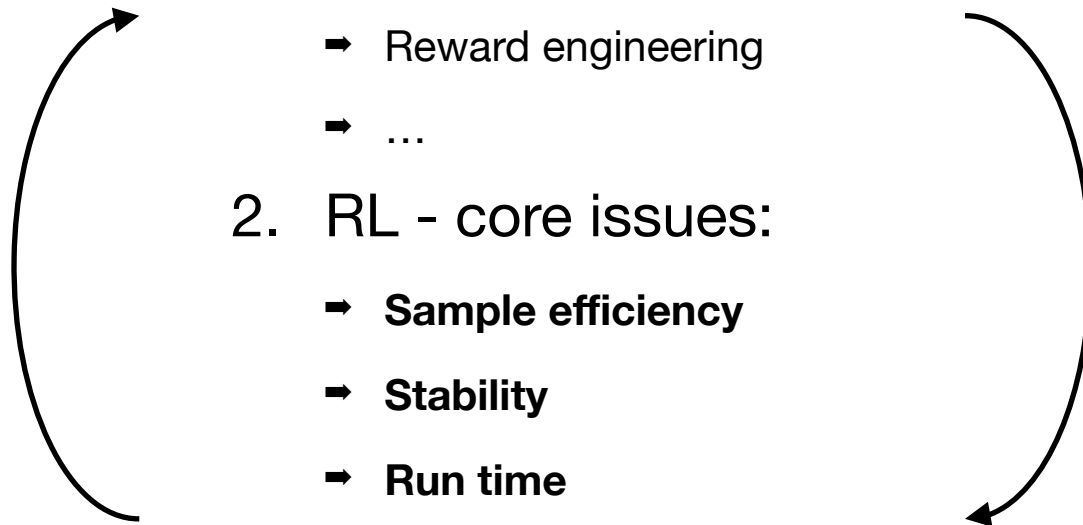 ➡ Reward engineering
➡ …
2. RL - core issues:
➡ Sample efficiency
➡ Stability
➡ Run time